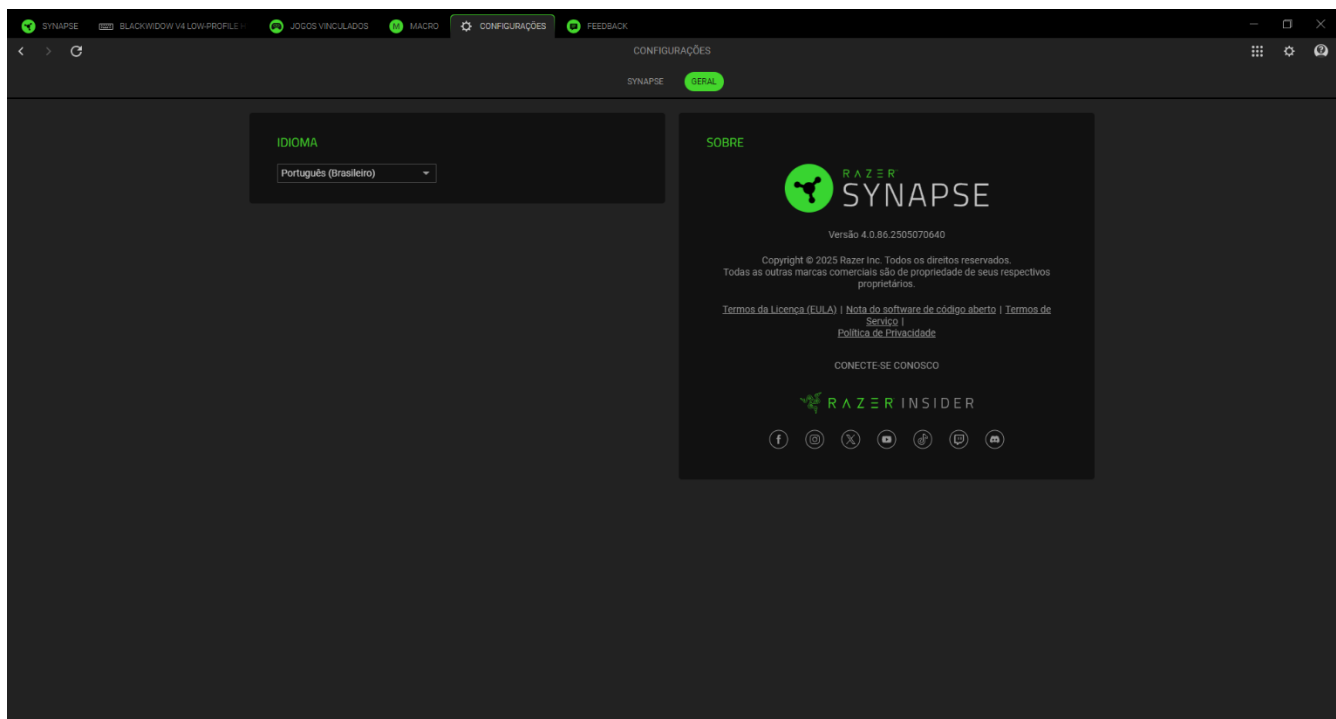 SYNAPSE
BLACKWIDOW V4 LOW-PROFILE
JOGOS VINCULADOS
M
MACRO
CONFIGURAÇÕES
FEEDBACK
CONFIGURAÇÕES
SYNAPSE
GERAL
IDIOMA
Português (Brasileiro)
SOBRE
RAZER
SYNAPSE
Versão 4.0.86.2505070640
Copyright © 2025 Razer Inc. Todos os direitos reservados.
Todas as outras marcas comerciais são de propriedade de seus respectivos
proprietários.
Termos da Licença (EULA) | Nota do software de código aberto | Termos de
Serviço |
Política de Privacidade
CONECTE-SE CONOSCO
RAZER INSIDER